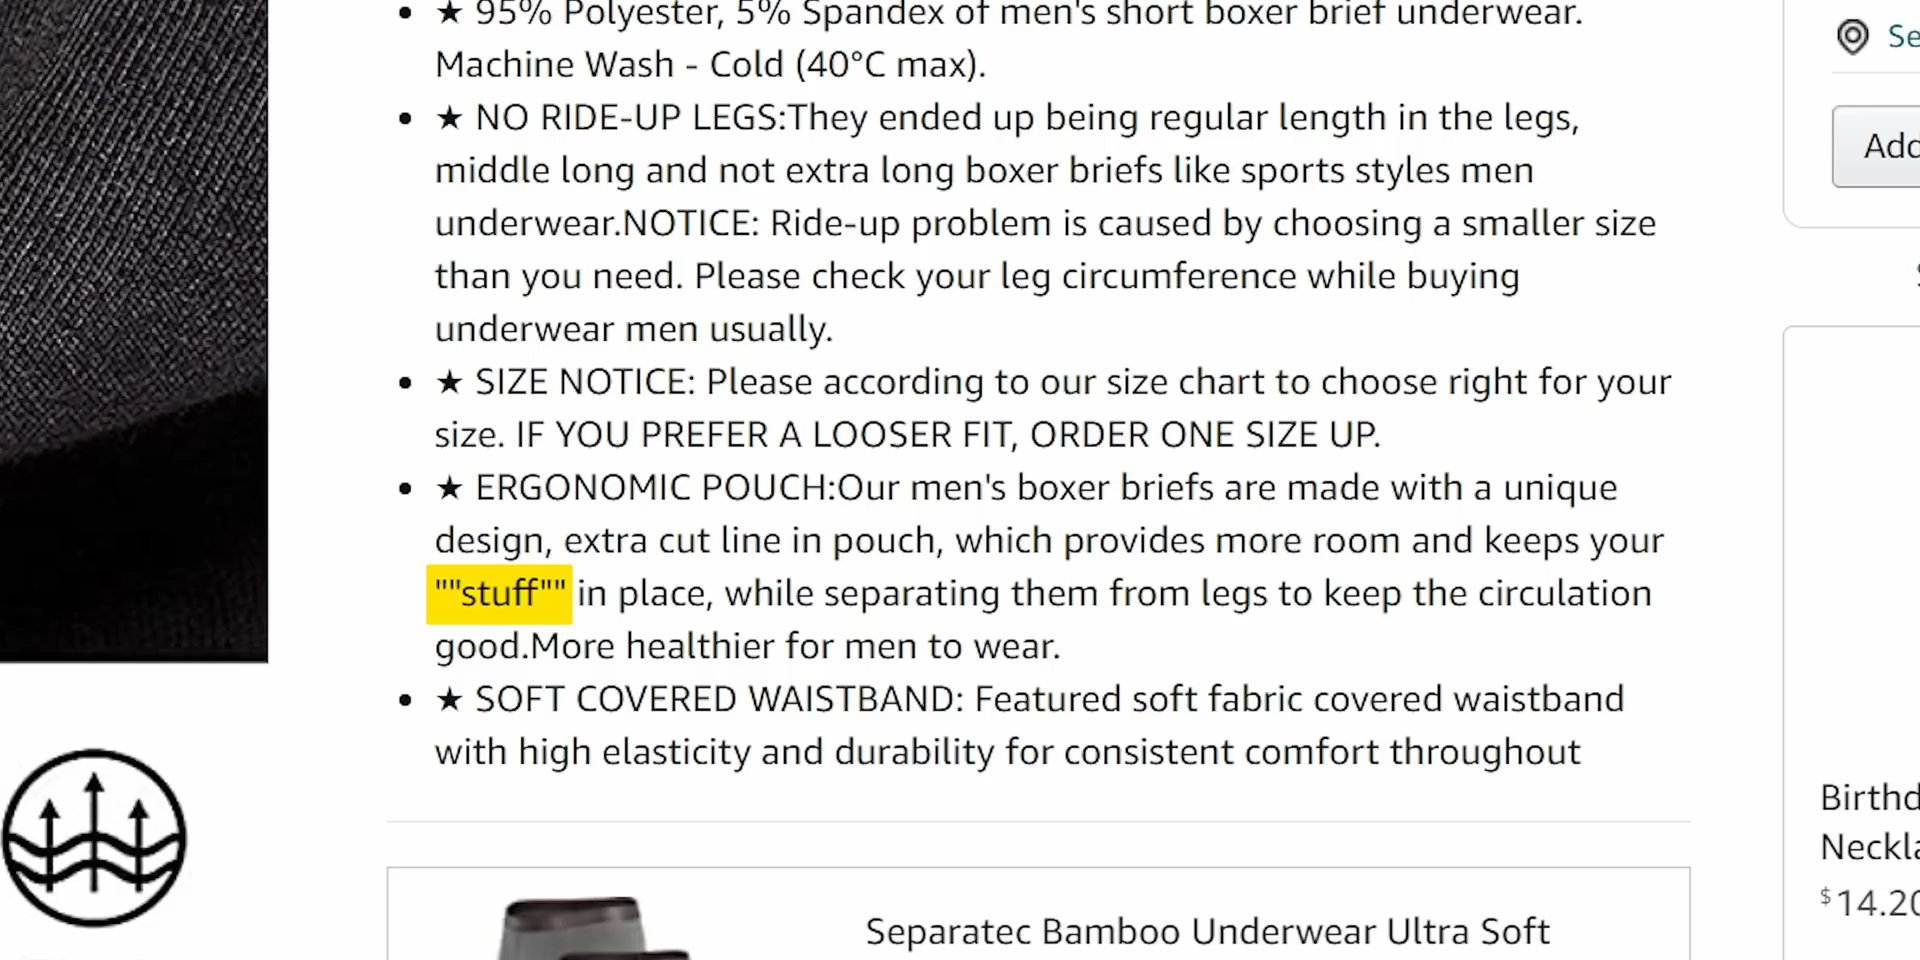 • ★ 95% Polyester, 5% Spandex of men's short boxer brief underwear.
Machine Wash - Cold (40°C max).
• ★ NO RIDE-UP LEGS:They ended up being regular length in the legs,
middle long and not extra long boxer briefs like sports styles men
underwear.NOTICE: Ride-up problem is caused by choosing a smaller size
than you need. Please check your leg circumference while buying
underwear men usually.
• ★ SIZE NOTICE: Please according to our size chart to choose right for your
size. IF YOU PREFER A LOOSER FIT, ORDER ONE SIZE UP.
• ★ ERGONOMIC POUCH:Our men's boxer briefs are made with a unique
design, extra cut line in pouch, which provides more room and keeps your
""stuff"" in place, while separating them from legs to keep the circulation
good.More healthier for men to wear.
• ★ SOFT COVERED WAISTBAND: Featured soft fabric covered waistband
with high elasticity and durability for consistent comfort throughout
Separatec Bamboo Underwear Ultra Soft
Se
Add
Birthd
Neckla
$14.20